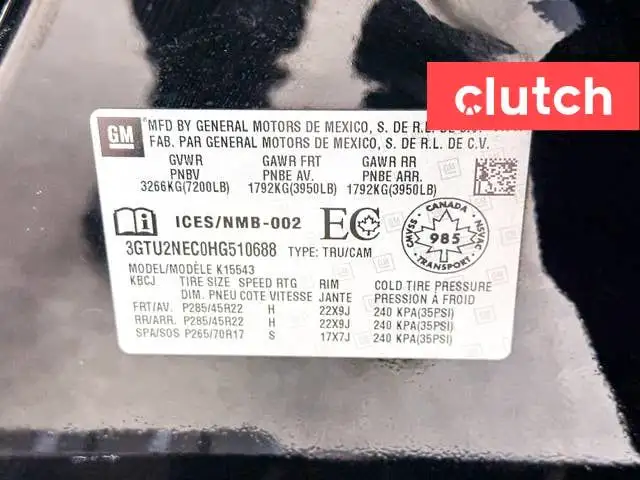 clutch
GM
*MFD BY GENERAL MOTORS DE MEXICO, S. DE R.L. DE C.V.
FAB. PAR GENERAL MOTORS DE MEXICO, S. DE R.L. DE C.V.
GVWR GAWR FRT GAWR RR
PNBV PNBE AV. PNBE ARR.
3266KG(7200LB) 1792KG(3950LB) 1792KG(3950LB)
ICES/NMB-002 EC
CANADA
CMVSS 985 NSVAC
TRANSPORT
3GTU2NEC0HG510688 TYPE: TRU/CAM
MODEL/MODÈLE K15543
KBCJ TIRE SIZE SPEED RTG RIM COLD TIRE PRESSURE
DIM. PNEU COTE VITESSE JANTE PRESSION À FROID
FRT/AV. P285/45R22 H 22X9J 240 KPA(35PSI)
RR/ARR. P285/45R22 H 22X9J 240 KPA(35PSI)
SPA/SOS P265/70R17 S 17X7J 240 KPA(35PSI)